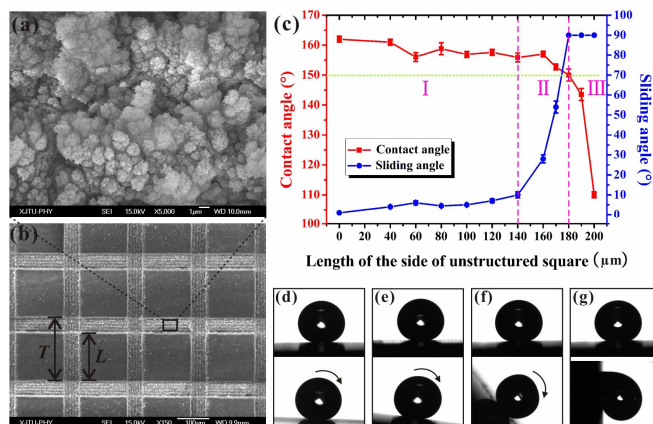 (a)
XJTU-PHY SEI 15.0kV X5,000 1μm WD 10.0mm
(b)
T
L
XJTU-PHY SEI 15.0kV X150 100μm WD 9.9mm
(c)
170
160
150
140
130
120
110
100
Contact angle (°)
90
80
70
60
50
40
30
20
10
0
Sliding angle (°)
I
II
III
Contact angle
Sliding angle
0 20 40 60 80 100 120 140 160 180 200
Length of the side of unstructured square (μm)
(d)
(e)
(f)
(g)